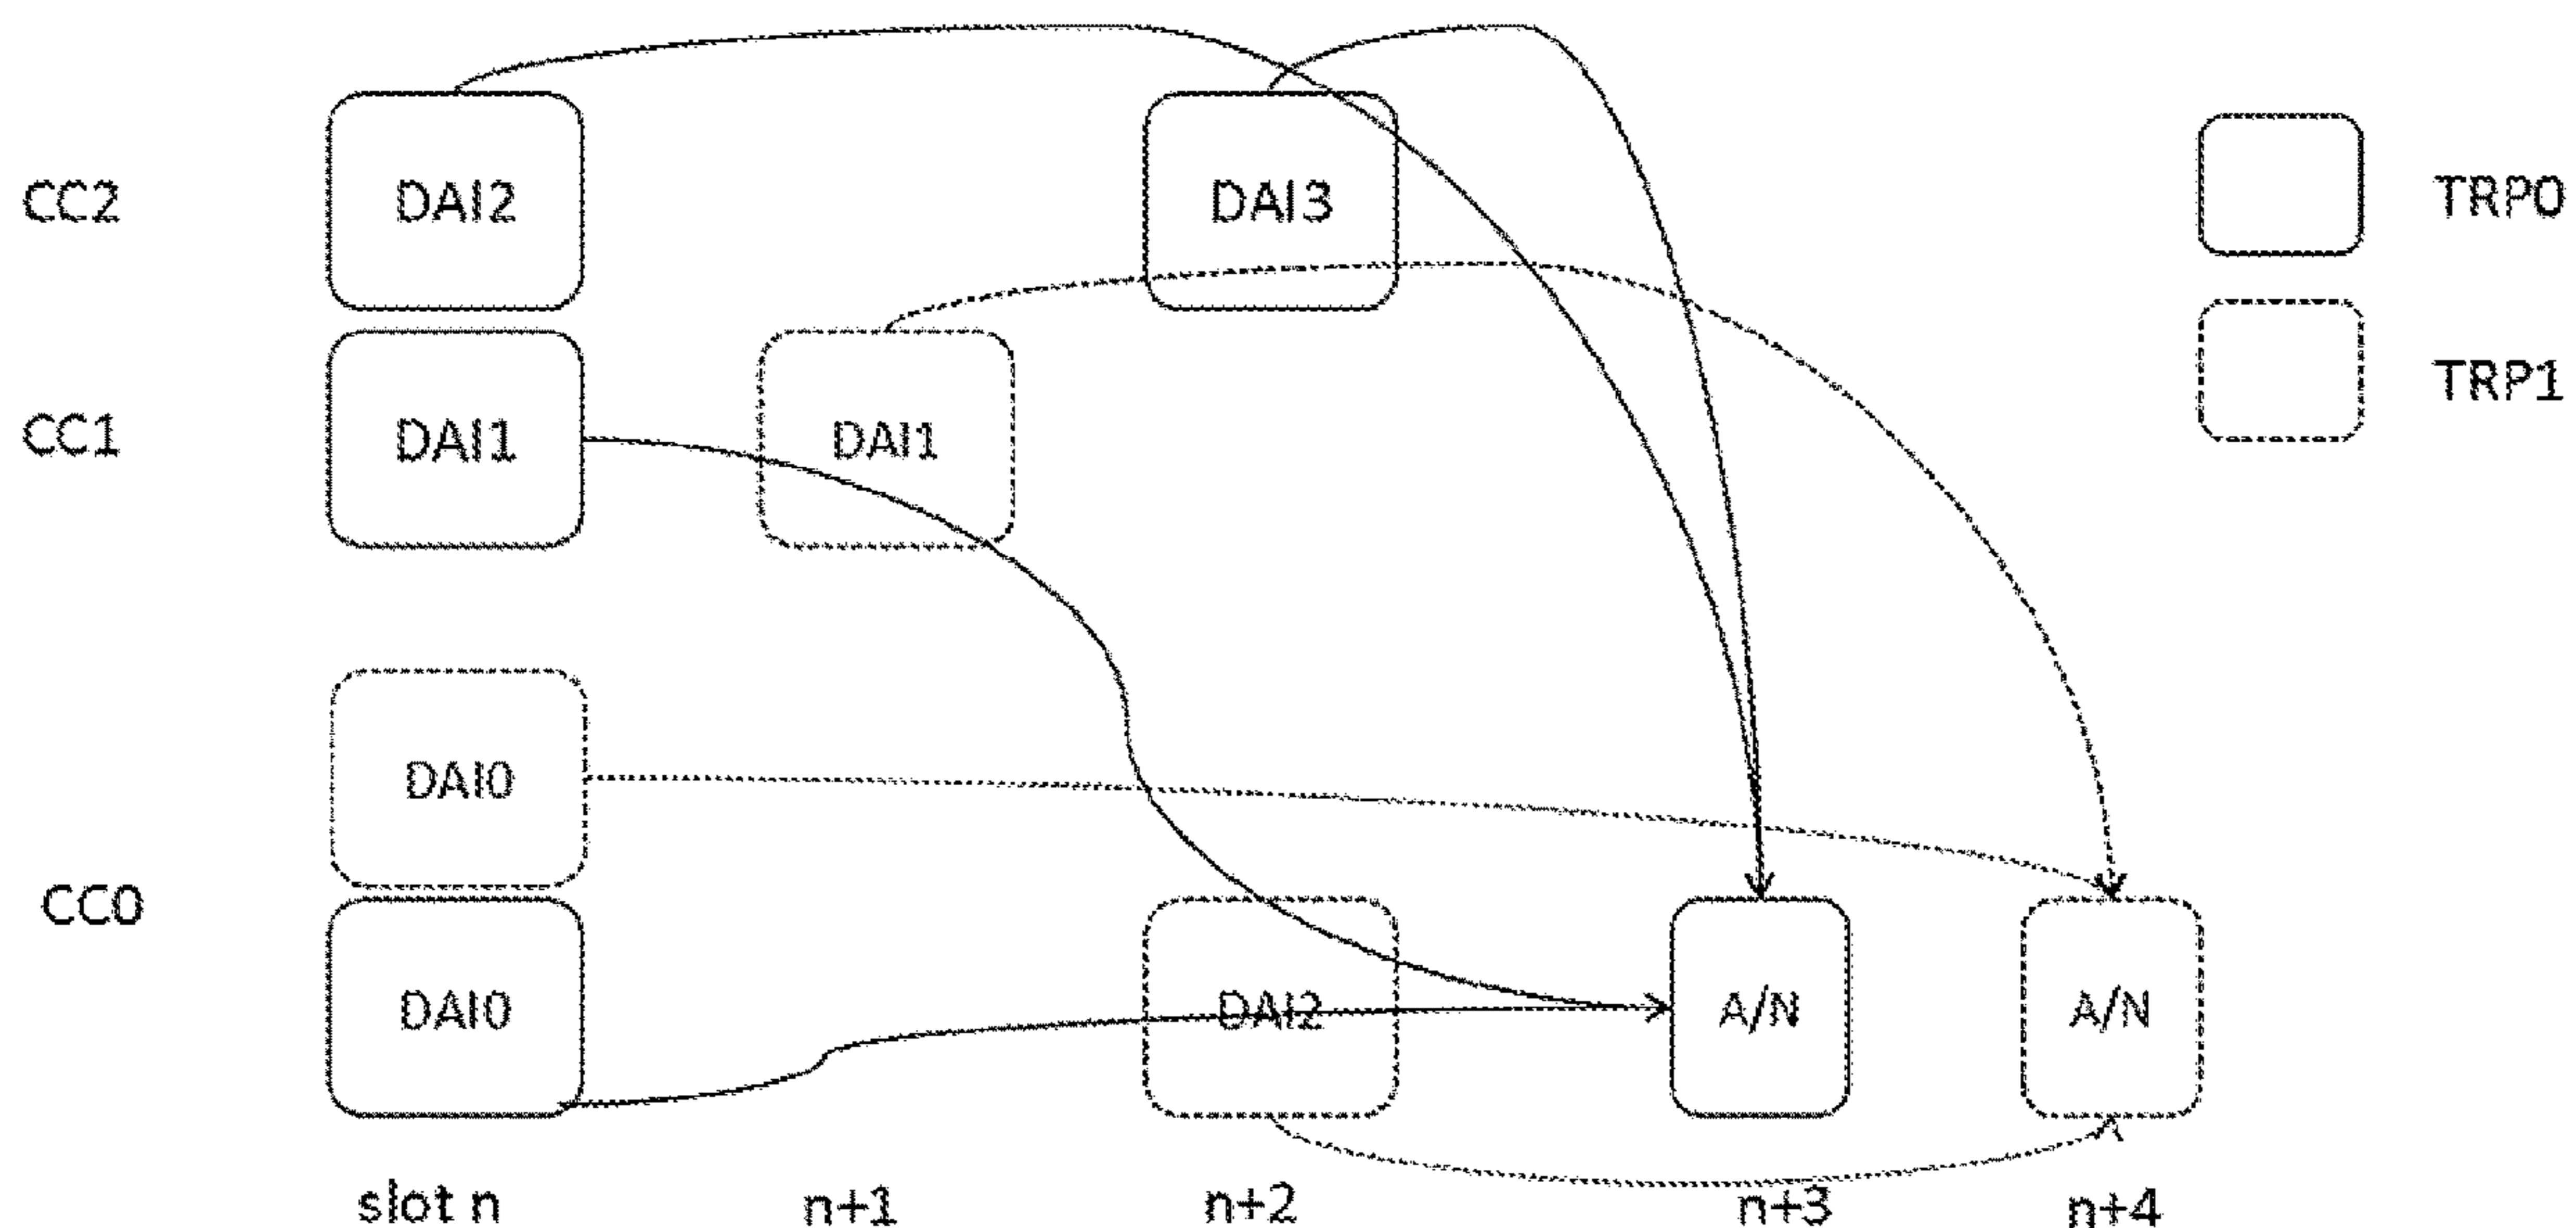 CC2 DAI2 DAI3 TRP0
TRP1
CC1 DAI1 DAI1
DAI0
CC0
DAI0 DAI2 A/N A/N
slot n n+1 n+2 n+3 n+4